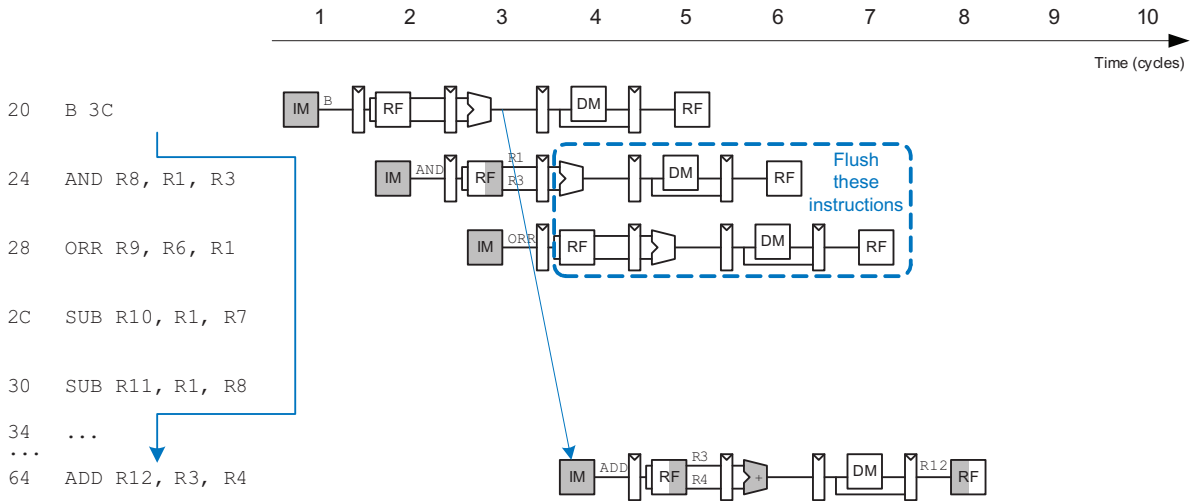 1 2 3 4 5 6 7 8 9 10
Time (cycles)
20 B 3C
IM B RF DM RF
24 AND R8, R1, R3
IM AND RF R1 R3 DM RF
Flush
these
instructions
28 ORR R9, R6, R1
IM ORR RF DM RF
2C SUB R10, R1, R7
30 SUB R11, R1, R8
34 ...
...
64 ADD R12, R3, R4
IM ADD RF R3 R4 + DM R12 RF